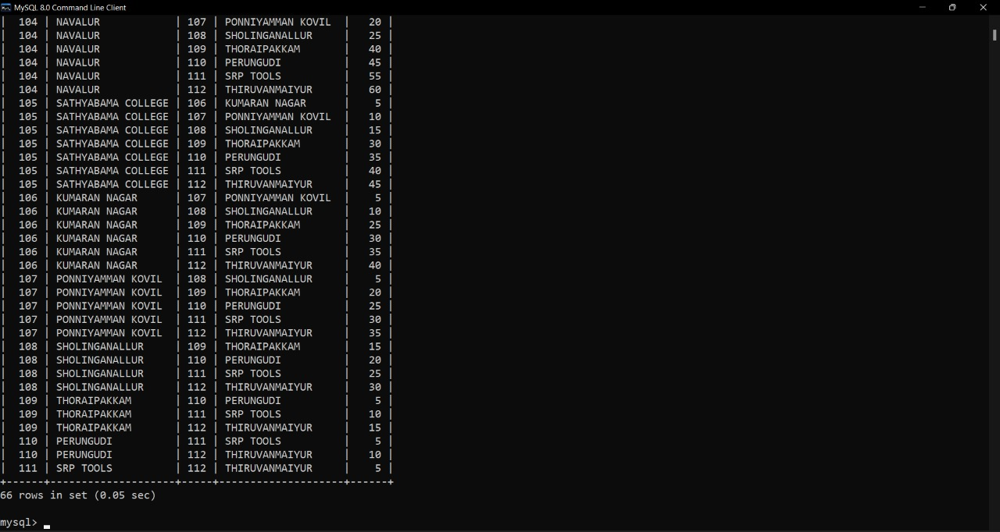 MySQL 8.0 Command Line Client
| 104 | NAVALUR | 107 | PONNIYAMMAN KOVIL | 20 |
| 104 | NAVALUR | 108 | SHOLINGANALLUR | 25 |
| 104 | NAVALUR | 109 | THORAIPAKKAM | 40 |
| 104 | NAVALUR | 110 | PERUNGUDI | 45 |
| 104 | NAVALUR | 111 | SRP TOOLS | 55 |
| 104 | NAVALUR | 112 | THIRUVANMAIYUR | 60 |
| 105 | SATHYABAMA COLLEGE | 106 | KUMARAN NAGAR | 5 |
| 105 | SATHYABAMA COLLEGE | 107 | PONNIYAMMAN KOVIL | 10 |
| 105 | SATHYABAMA COLLEGE | 108 | SHOLINGANALLUR | 15 |
| 105 | SATHYABAMA COLLEGE | 109 | THORAIPAKKAM | 30 |
| 105 | SATHYABAMA COLLEGE | 110 | PERUNGUDI | 35 |
| 105 | SATHYABAMA COLLEGE | 111 | SRP TOOLS | 40 |
| 105 | SATHYABAMA COLLEGE | 112 | THIRUVANMAIYUR | 45 |
| 106 | KUMARAN NAGAR | 107 | PONNIYAMMAN KOVIL | 5 |
| 106 | KUMARAN NAGAR | 108 | SHOLINGANALLUR | 10 |
| 106 | KUMARAN NAGAR | 109 | THORAIPAKKAM | 25 |
| 106 | KUMARAN NAGAR | 110 | PERUNGUDI | 30 |
| 106 | KUMARAN NAGAR | 111 | SRP TOOLS | 35 |
| 106 | KUMARAN NAGAR | 112 | THIRUVANMAIYUR | 40 |
| 107 | PONNIYAMMAN KOVIL | 108 | SHOLINGANALLUR | 5 |
| 107 | PONNIYAMMAN KOVIL | 109 | THORAIPAKKAM | 20 |
| 107 | PONNIYAMMAN KOVIL | 110 | PERUNGUDI | 25 |
| 107 | PONNIYAMMAN KOVIL | 111 | SRP TOOLS | 30 |
| 107 | PONNIYAMMAN KOVIL | 112 | THIRUVANMAIYUR | 35 |
| 108 | SHOLINGANALLUR | 109 | THORAIPAKKAM | 15 |
| 108 | SHOLINGANALLUR | 110 | PERUNGUDI | 20 |
| 108 | SHOLINGANALLUR | 111 | SRP TOOLS | 25 |
| 108 | SHOLINGANALLUR | 112 | THIRUVANMAIYUR | 30 |
| 109 | THORAIPAKKAM | 110 | PERUNGUDI | 5 |
| 109 | THORAIPAKKAM | 111 | SRP TOOLS | 10 |
| 109 | THORAIPAKKAM | 112 | THIRUVANMAIYUR | 15 |
| 110 | PERUNGUDI | 111 | SRP TOOLS | 5 |
| 110 | PERUNGUDI | 112 | THIRUVANMAIYUR | 10 |
| 111 | SRP TOOLS | 112 | THIRUVANMAIYUR | 5 |
+------+--------------------+-----+--------------------+------+
66 rows in set (0.05 sec)
mysql>